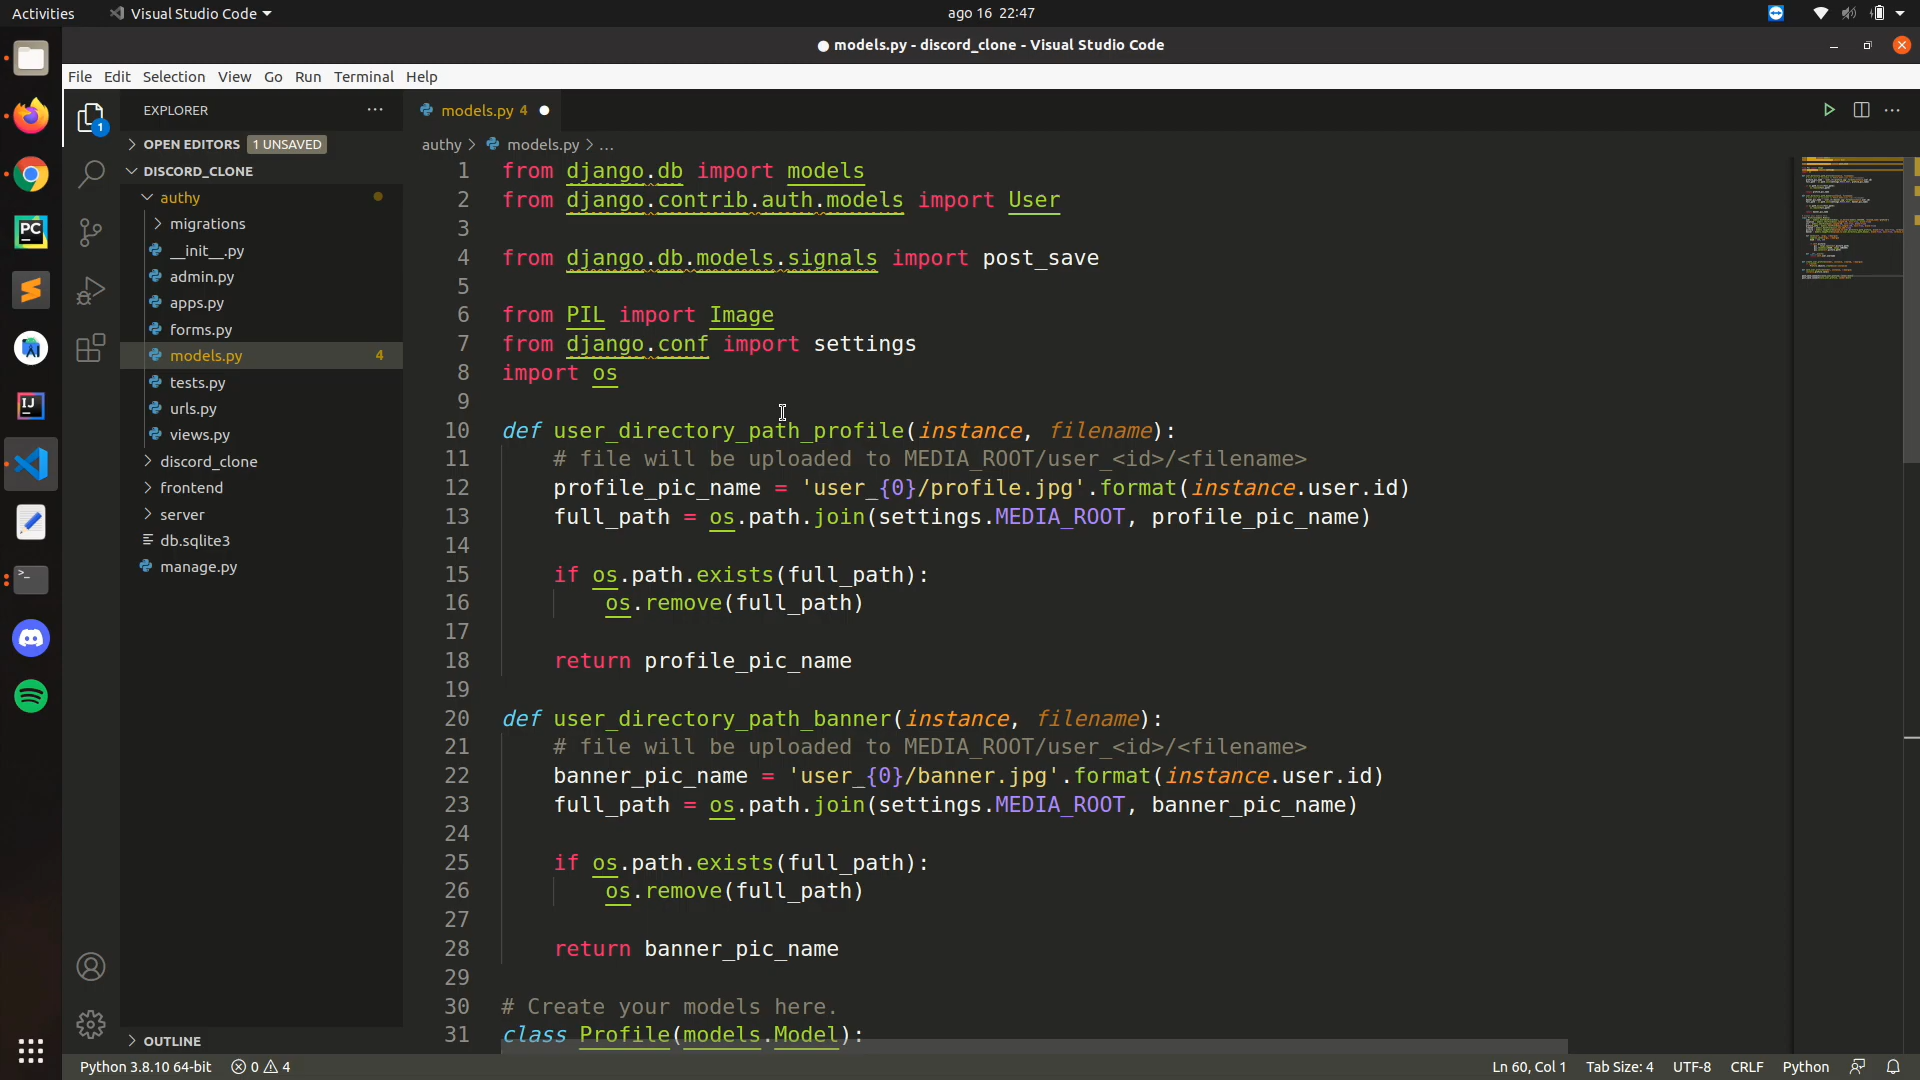 Activities
Visual Studio Code
ago 16 22:47
models.py - discord_clone - Visual Studio Code
File Edit Selection View Go Run Terminal Help
EXPLORER
OPEN EDITORS 1 UNSAVED
DISCORD_CLONE
authy
migrations
__init__.py
admin.py
apps.py
forms.py
models.py 4
tests.py
urls.py
views.py
discord_clone
frontend
server
db.sqlite3
manage.py
OUTLINE
1
PC
IJ
models.py 4
authy > models.py > ...
1 from django.db import models
2 from django.contrib.auth.models import User
3
4 from django.db.models.signals import post_save
5
6 from PIL import Image
7 from django.conf import settings
8 import os
9
10 def user_directory_path_profile(instance, filename):
11     # file will be uploaded to MEDIA_ROOT/user_<id>/<filename>
12     profile_pic_name = 'user_{0}/profile.jpg'.format(instance.user.id)
13     full_path = os.path.join(settings.MEDIA_ROOT, profile_pic_name)
14
15     if os.path.exists(full_path):
16         os.remove(full_path)
17
18     return profile_pic_name
19
20 def user_directory_path_banner(instance, filename):
21     # file will be uploaded to MEDIA_ROOT/user_<id>/<filename>
22     banner_pic_name = 'user_{0}/banner.jpg'.format(instance.user.id)
23     full_path = os.path.join(settings.MEDIA_ROOT, banner_pic_name)
24
25     if os.path.exists(full_path):
26         os.remove(full_path)
27
28     return banner_pic_name
29
30 # Create your models here.
31 class Profile(models.Model):
Python 3.8.10 64-bit 0 4
Ln 60, Col 1 Tab Size: 4 UTF-8 CRLF Python